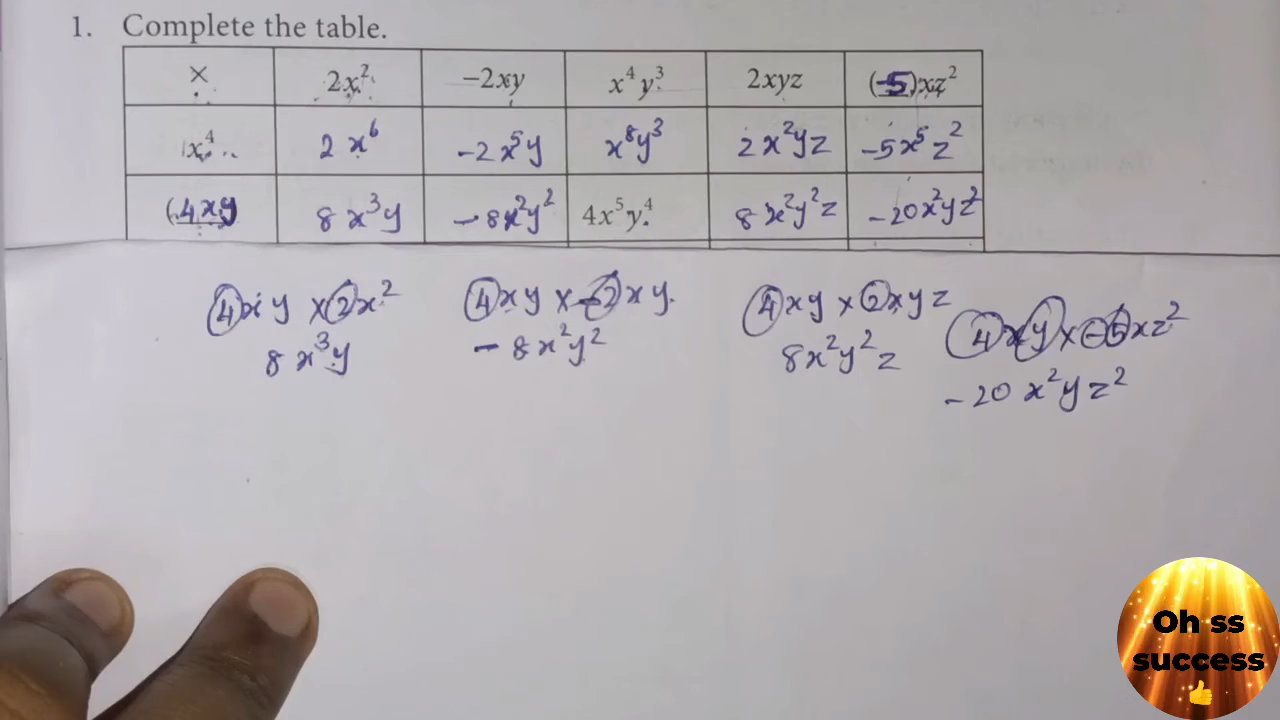 1. Complete the table.
× 2x² −2xy x⁴y³ 2xyz (−5)xz²
x⁴ 2x⁶ -2x⁵y x⁸y³ 2x²yz -5x⁵z²
(4xy 8x³y -8x²y² 4x⁵y⁴ 8x²y²z -20x²yz²
4xy × 2x² 4xy × -2xy 4xy × 2xyz 4xy × -5xz²
8x³y -8x²y² 8x²y²z -20x²yz²
Oh ss
success
👍